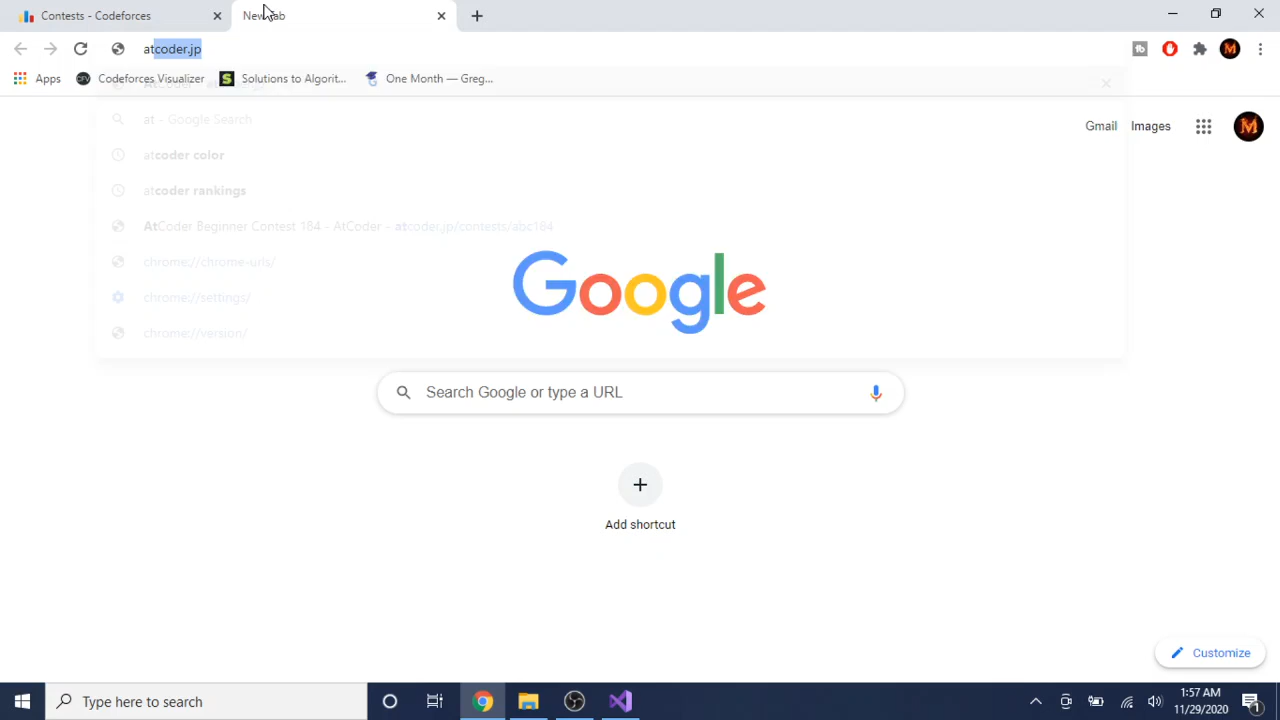 Contests - Codeforces
New Tab
atcoder.jp
Apps
Codeforces Visualizer
Solutions to Algorit...
One Month — Greg...
at - Google Search
atcoder color
atcoder rankings
AtCoder Beginner Contest 184 - AtCoder - atcoder.jp/contests/abc184
chrome://chrome-urls/
chrome://settings/
chrome://version/
Gmail
Images
M
M
Google
Search Google or type a URL
Add shortcut
Customize
Type here to search
1:57 AM
11/29/2020
1